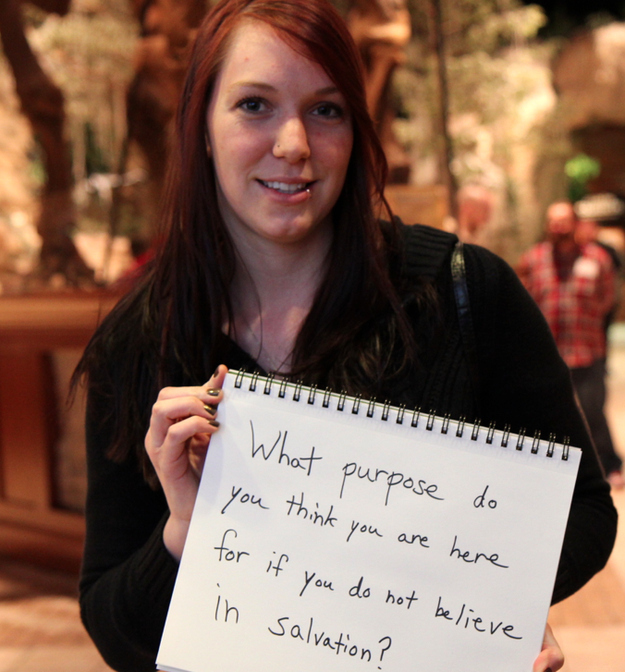 What purpose do
you think you are here
for if you do not believe
in salvation?